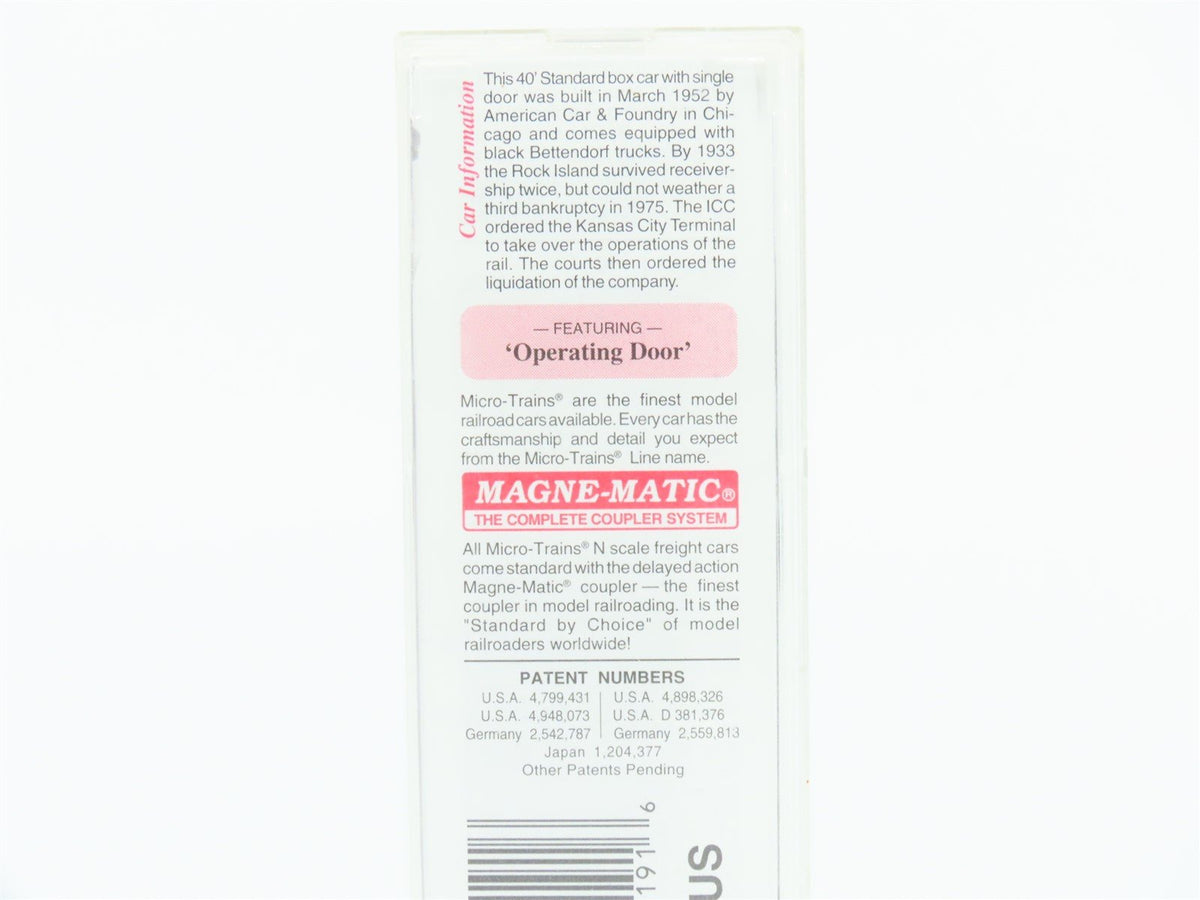 Car Information
This 40' Standard box car with single
door was built in March 1952 by
American Car & Foundry in Chi-
cago and comes equipped with
black Bettendorf trucks. By 1933
the Rock Island survived receiver-
ship twice, but could not weather a
third bankruptcy in 1975. The ICC
ordered the Kansas City Terminal
to take over the operations of the
rail. The courts then ordered the
liquidation of the company.
— FEATURING —
‘Operating Door’
Micro-Trains® are the finest model
railroad cars available. Every car has the
craftsmanship and detail you expect
from the Micro-Trains® Line name.
MAGNE-MATIC®
THE COMPLETE COUPLER SYSTEM
All Micro-Trains® N scale freight cars
come standard with the delayed action
Magne-Matic® coupler — the finest
coupler in model railroading. It is the
"Standard by Choice" of model
railroaders worldwide!
PATENT NUMBERS
U.S.A. 4,799,431 U.S.A. 4,898,326
U.S.A. 4,948,073 U.S.A. D 381,376
Germany 2,542,787 Germany 2,559,813
Japan 1,204,377
Other Patents Pending
191 6
US